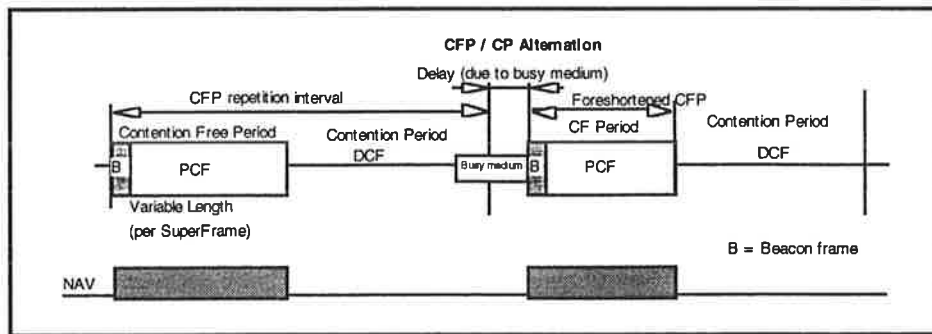 CFP / CP Alternation
Delay (due to busy medium)
CFP repetition interval
Foreshortened CFP
Contention Free Period
Contention Period
CF Period
Contention Period
DCF
DCF
B
PCF
Busy medium
B
PCF
Variable Length
(per SuperFrame)
B = Beacon frame
NAV